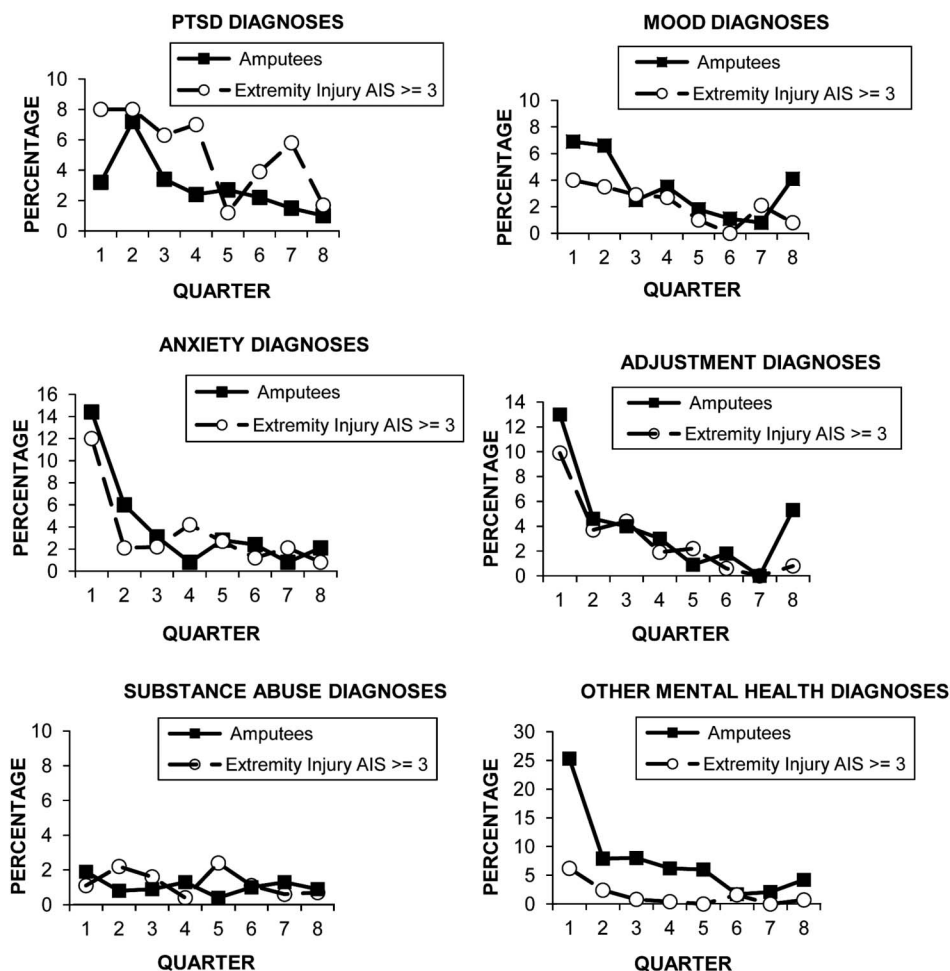 PTSD DIAGNOSES
Amputees
Extremity Injury AIS >= 3
PERCENTAGE
10
8
6
4
2
0
1 2 3 4 5 6 7 8
QUARTER
MOOD DIAGNOSES
Amputees
Extremity Injury AIS >= 3
PERCENTAGE
10
8
6
4
2
0
1 2 3 4 5 6 7 8
QUARTER
ANXIETY DIAGNOSES
Amputees
Extremity Injury AIS >= 3
PERCENTAGE
16
14
12
10
8
6
4
2
0
1 2 3 4 5 6 7 8
QUARTER
ADJUSTMENT DIAGNOSES
Amputees
Extremity Injury AIS >= 3
PERCENTAGE
14
12
10
8
6
4
2
0
1 2 3 4 5 6 7 8
QUARTER
SUBSTANCE ABUSE DIAGNOSES
Amputees
Extremity Injury AIS >= 3
PERCENTAGE
10
8
6
4
2
0
1 2 3 4 5 6 7 8
QUARTER
OTHER MENTAL HEALTH DIAGNOSES
Amputees
Extremity Injury AIS >= 3
PERCENTAGE
30
25
20
15
10
5
0
1 2 3 4 5 6 7 8
QUARTER